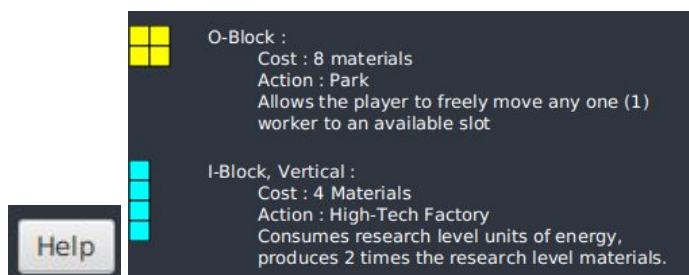 O-Block :
Cost : 8 materials
Action : Park
Allows the player to freely move any one (1)
worker to an available slot
I-Block, Vertical :
Cost : 4 Materials
Action : High-Tech Factory
Consumes research level units of energy,
produces 2 times the research level materials.
Help